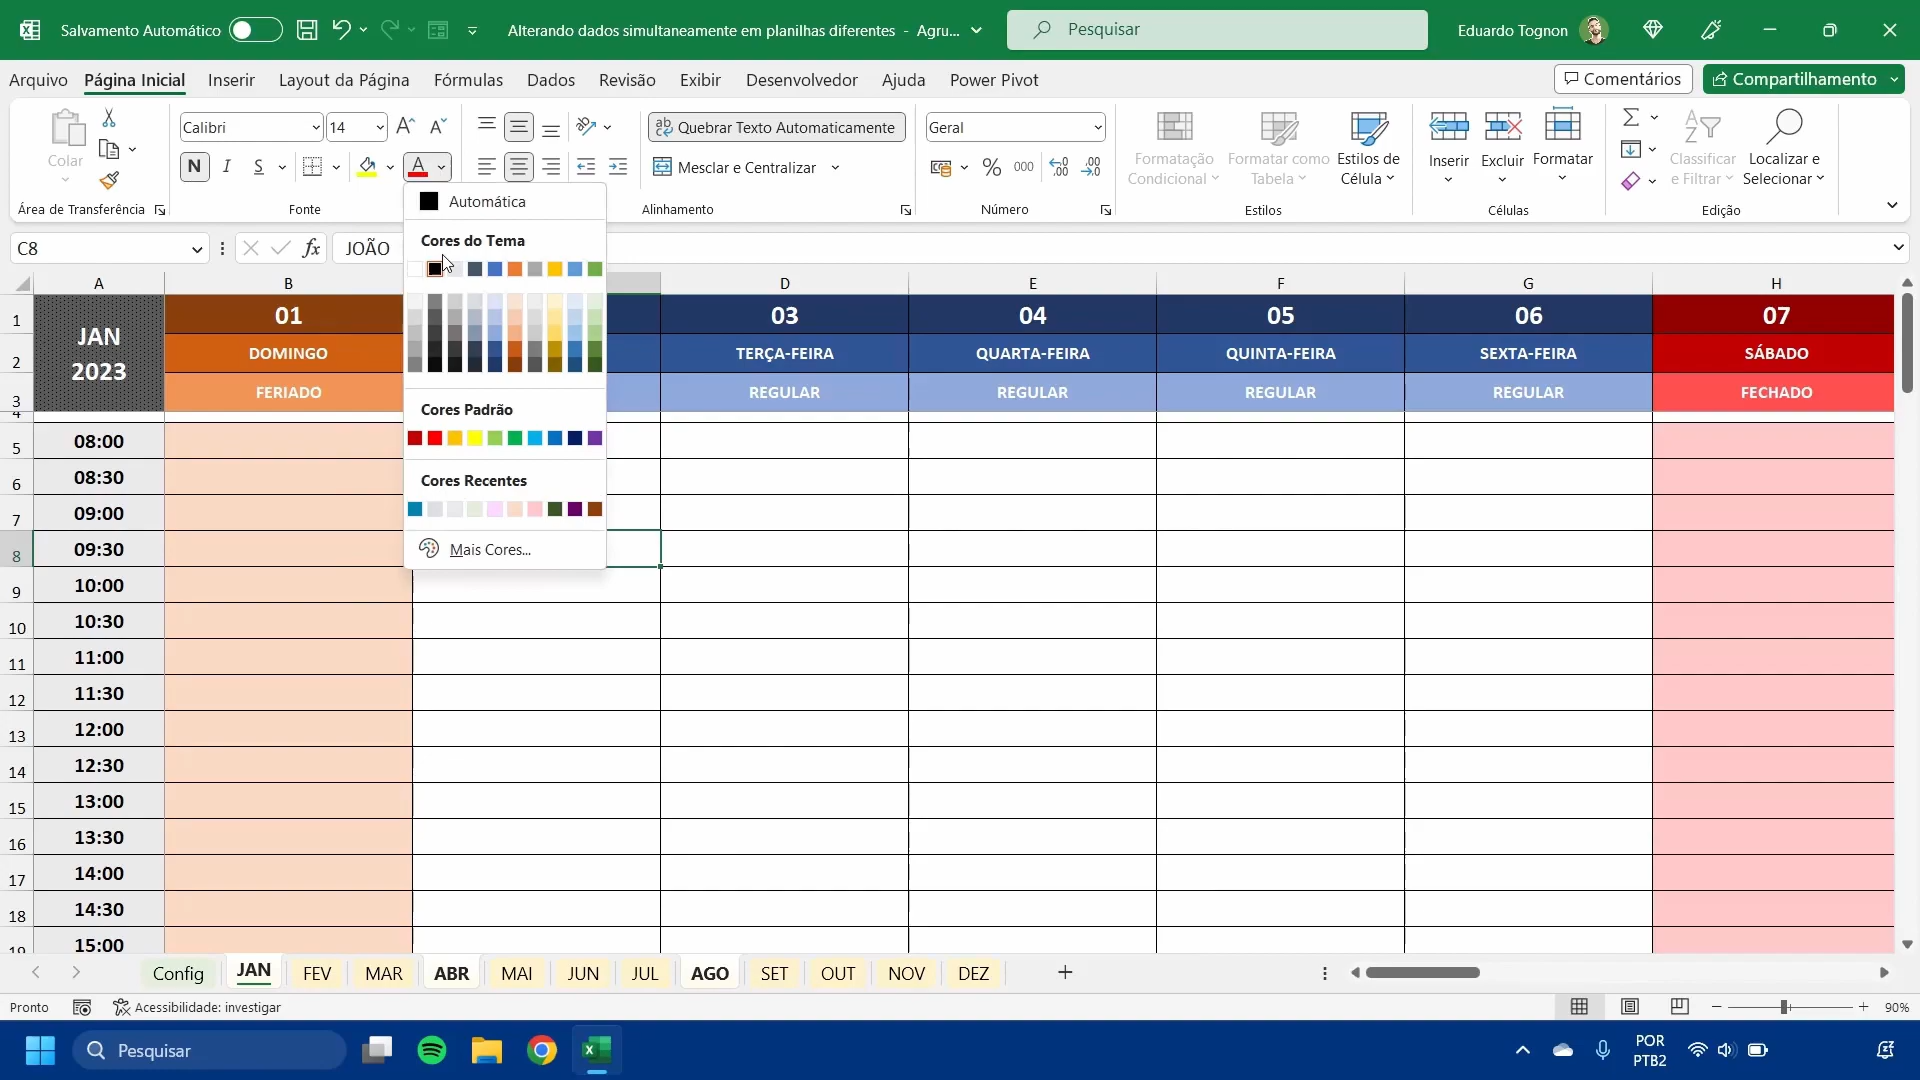 Salvamento Automático
Alterando dados simultaneamente em planilhas diferentes - Agru...
Pesquisar
Eduardo Tognon
Arquivo Página Inicial Inserir Layout da Página Fórmulas Dados Revisão Exibir Desenvolvedor Ajuda Power Pivot
Comentários
Compartilhamento
Colar
Área de Transferência
Calibri 14
N I S
Fonte
Quebrar Texto Automaticamente
Mesclar e Centralizar
Alinhamento
Geral
% 000
Número
Formatação Condicional
Formatar como Tabela
Estilos de Célula
Estilos
Inserir Excluir Formatar
Células
Classificar e Filtrar
Localizar e Selecionar
Edição
C8
fx
JOÃO
Automática
Cores do Tema
Cores Padrão
Cores Recentes
Mais Cores...
A B D E F G H
1 JAN 2023 01 03 04 05 06 07
2 DOMINGO TERÇA-FEIRA QUARTA-FEIRA QUINTA-FEIRA SEXTA-FEIRA SÁBADO
3 FERIADO REGULAR REGULAR REGULAR REGULAR FECHADO
4
5 08:00
6 08:30
7 09:00
8 09:30
9 10:00
10 10:30
11 11:00
12 11:30
13 12:00
14 12:30
15 13:00
16 13:30
17 14:00
18 14:30
19 15:00
Config JAN FEV MAR ABR MAI JUN JUL AGO SET OUT NOV DEZ
Pronto
Acessibilidade: investigar
90%
Pesquisar
POR
PTB2